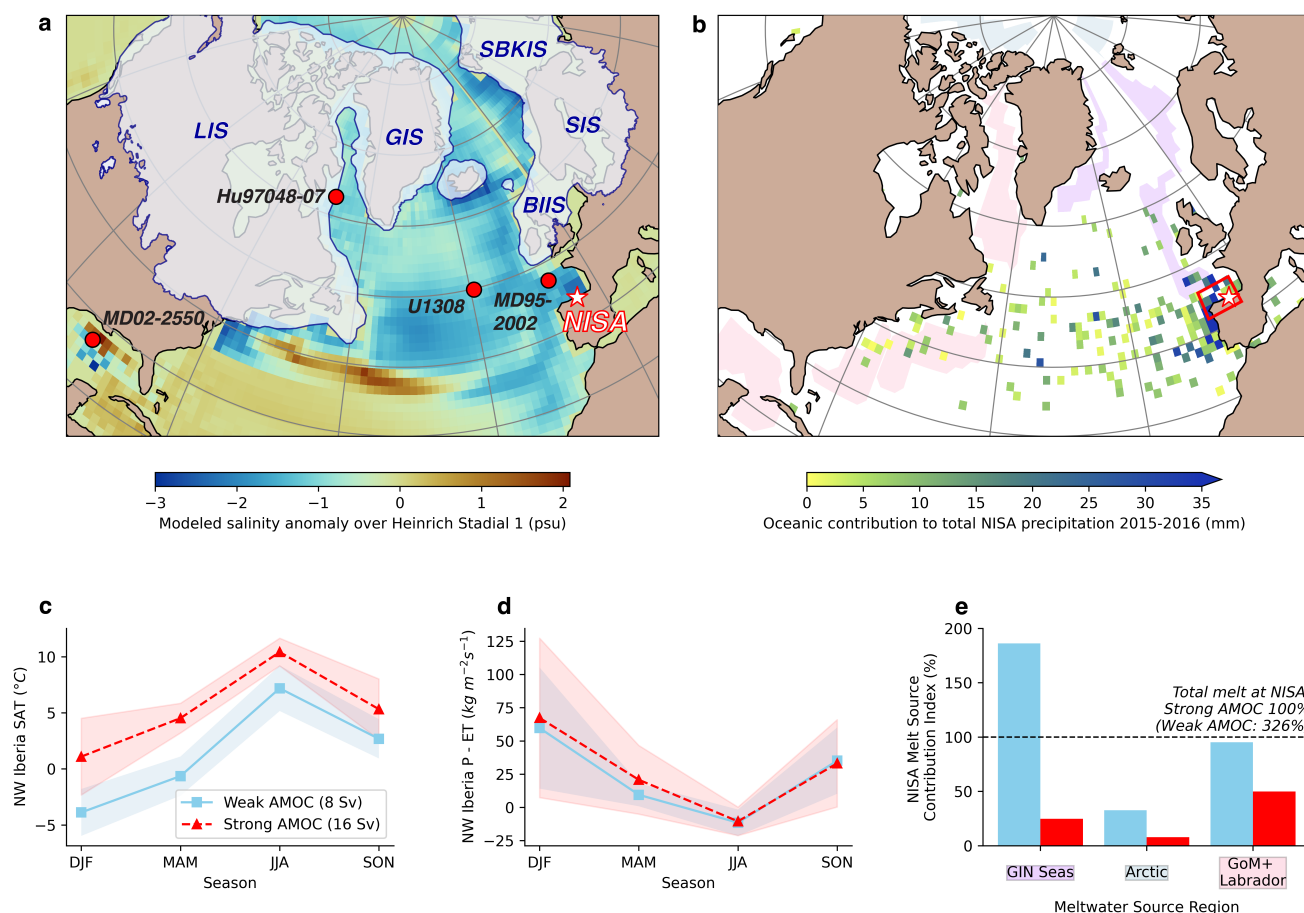 a
SBKIS
LIS
GIS
SIS
Hu97048-07
BIIS
U1308
MD95-
2002
NISA
MD02-2550
−3
−2
−1
0
1
2
Modeled salinity anomaly over Heinrich Stadial 1 (psu)
b
0
5
10
15
20
25
30
35
Oceanic contribution to total NISA precipitation 2015-2016 (mm)
c
NW Iberia SAT (°C)
10
5
0
−5
Weak AMOC (8 Sv)
Strong AMOC (16 Sv)
DJF
MAM
JJA
SON
Season
d
NW Iberia P - ET (kg m⁻²s⁻¹)
125
100
75
50
25
0
−25
DJF
MAM
JJA
SON
Season
e
NISA Melt Source
Contribution Index (%)
200
150
100
50
0
Total melt at NISA
Strong AMOC 100%
(Weak AMOC: 326%
GIN Seas
Arctic
GoM+
Labrador
Meltwater Source Region